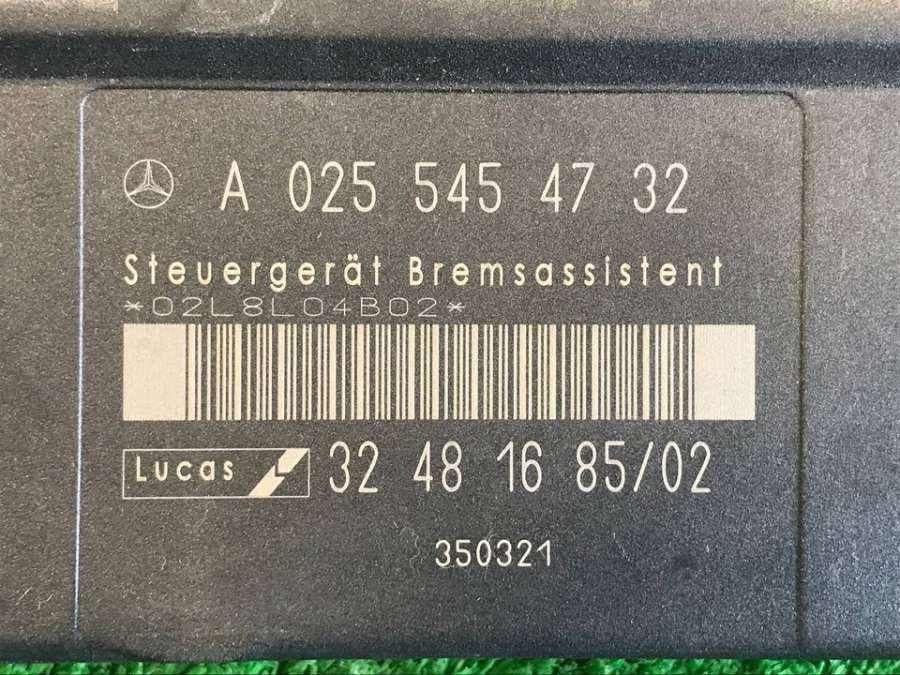 A 025 545 47 32
Steuergerät Bremsassistent
*02L8L04B02*
Lucas 32 48 16 85/02
350321